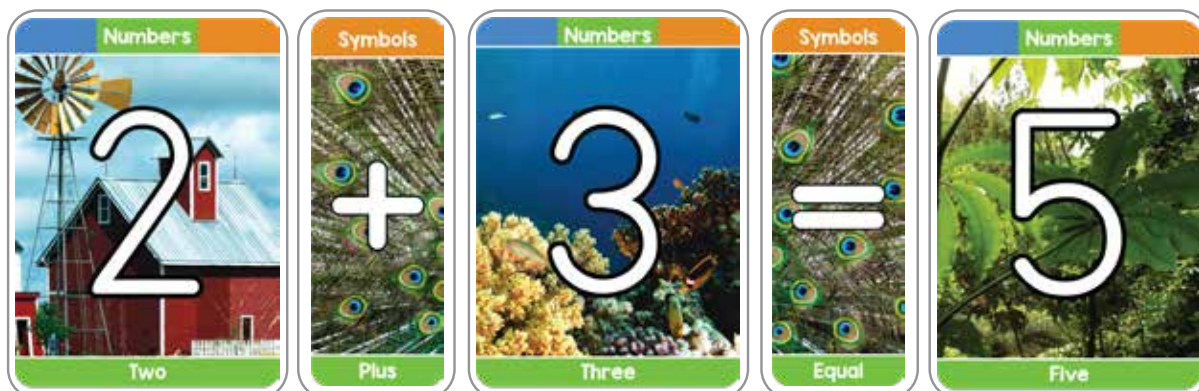 Numbers
2
Two
Symbols
+
Plus
Numbers
3
Three
Symbols
=
Equal
Numbers
5
Five